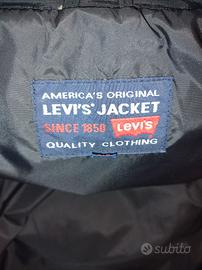 AMERICA'S ORIGINAL
LEVI'S® JACKET
SINCE 1850 Levi's
QUALITY CLOTHING
subito